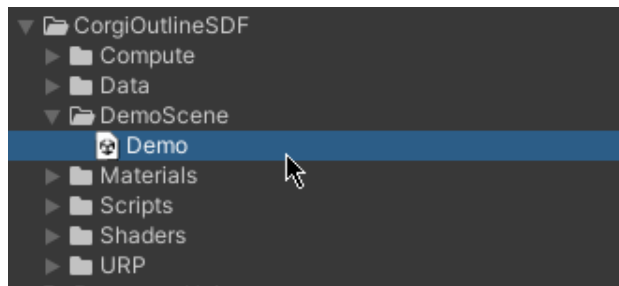 CorgiOutlineSDF
Compute
Data
DemoScene
Demo
Materials
Scripts
Shaders
URP